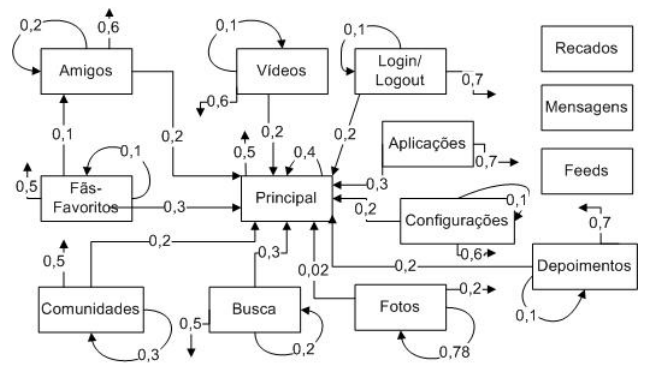 0,2
0,6
0,1
0,1
Recados
Amigos
Vídeos
Login/
Logout
0,6
0,7
Mensagens
0,1
0,2
0,2
0,2
Aplicações
0,1
0,5
0,4
0,7
Feeds
0,5
Fãs-
Favoritos
0,3
Principal
0,3
0,2
0,1
Configurações
0,7
0,2
0,3
0,6
0,5
0,02
0,2
Depoimentos
0,2
Comunidades
Busca
Fotos
0,5
0,1
0,3
0,2
0,78